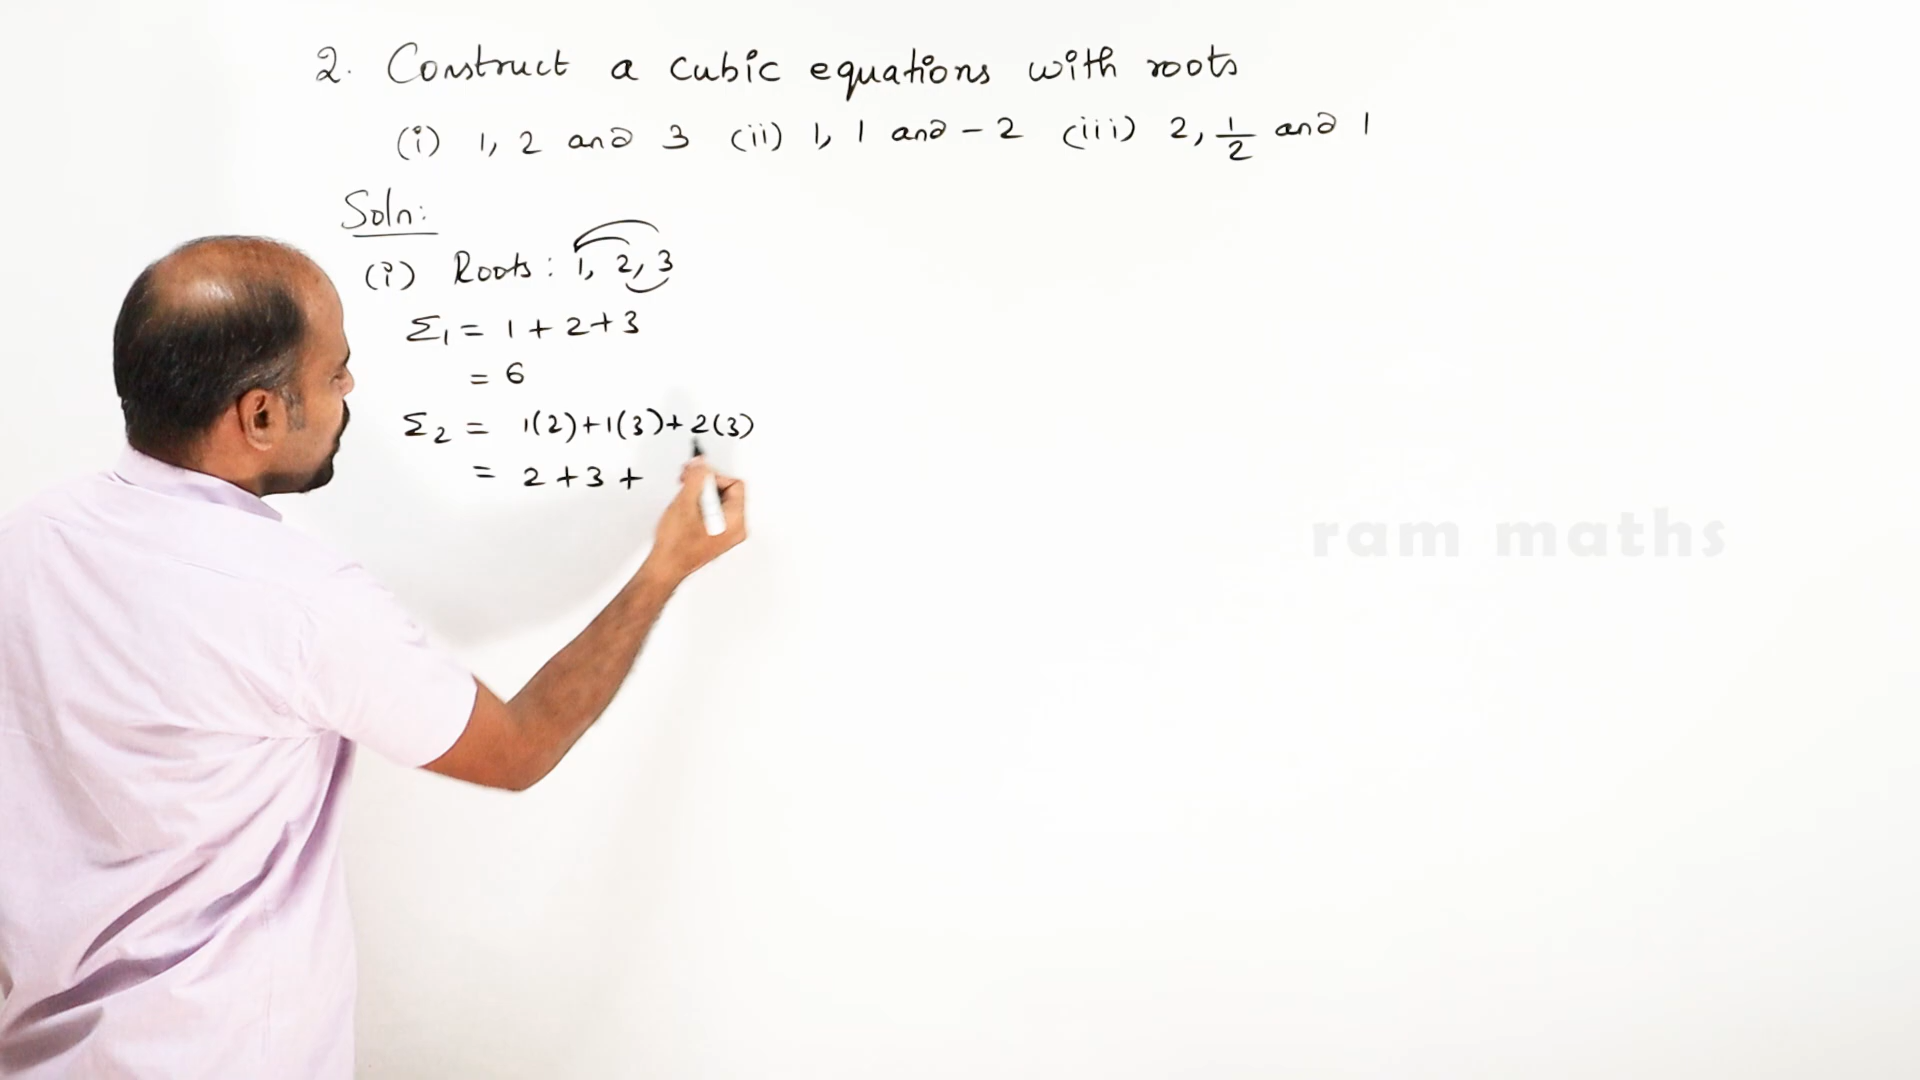 2. Construct a cubic equations with roots
(i) 1, 2 and 3 (ii) 1, 1 and -2 (iii) 2, 1/2 and 1
Soln:
(i) Roots: 1, 2, 3
Σ₁ = 1 + 2 + 3
= 6
Σ₂ = 1(2)+1(3)+2(3)
= 2 + 3 +
ram maths